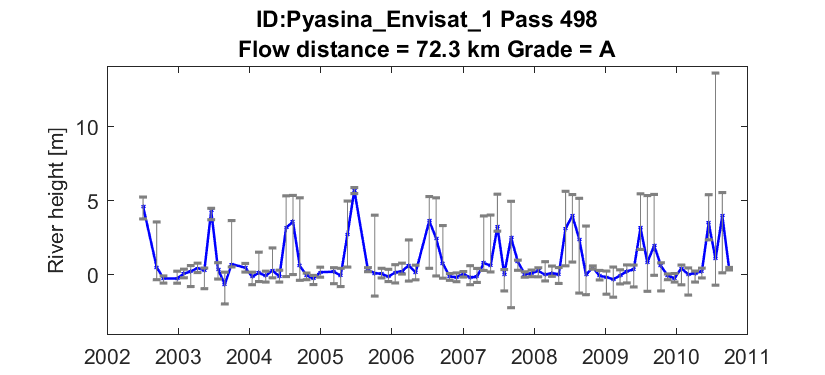 ID:Pyasina_Envisat_1 Pass 498
Flow distance = 72.3 km Grade = A
River height [m]
10
5
0
2002 2003 2004 2005 2006 2007 2008 2009 2010 2011